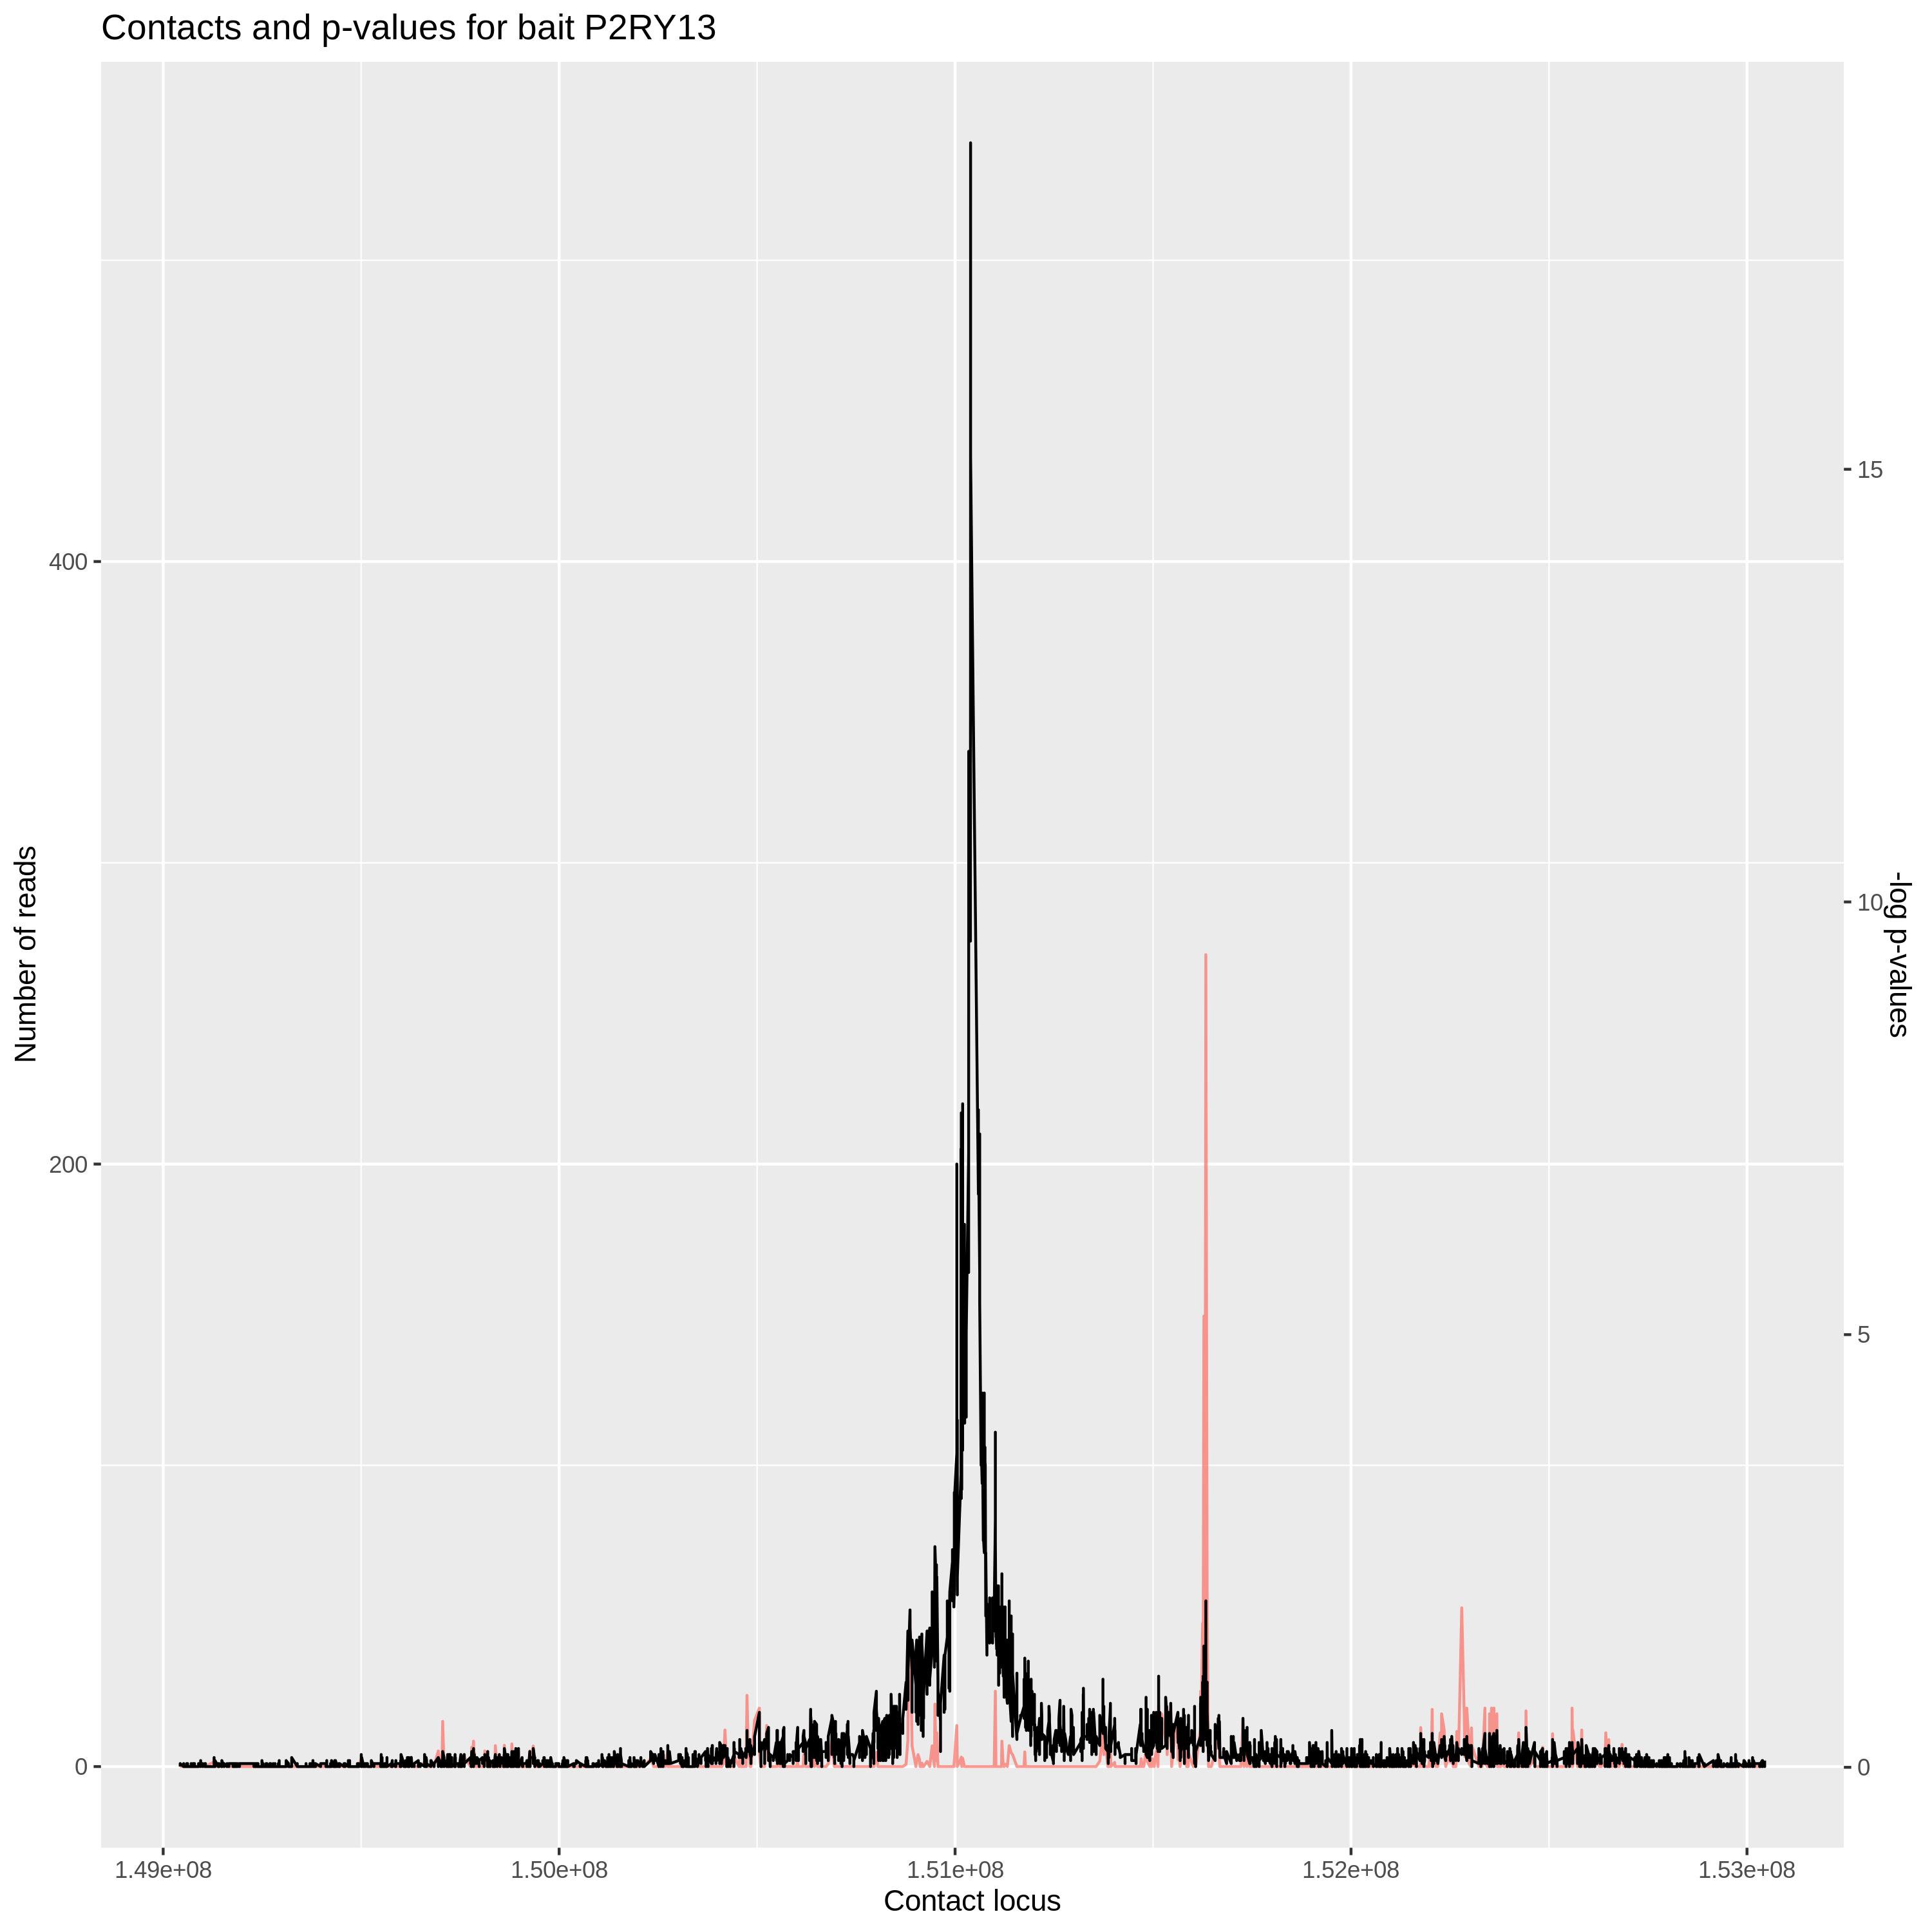 Contacts and p-values for bait P2RY13
Number of reads
400
200
0
15
10
5
0
-log p-values
1.49e+08
1.50e+08
1.51e+08
1.52e+08
1.53e+08
Contact locus